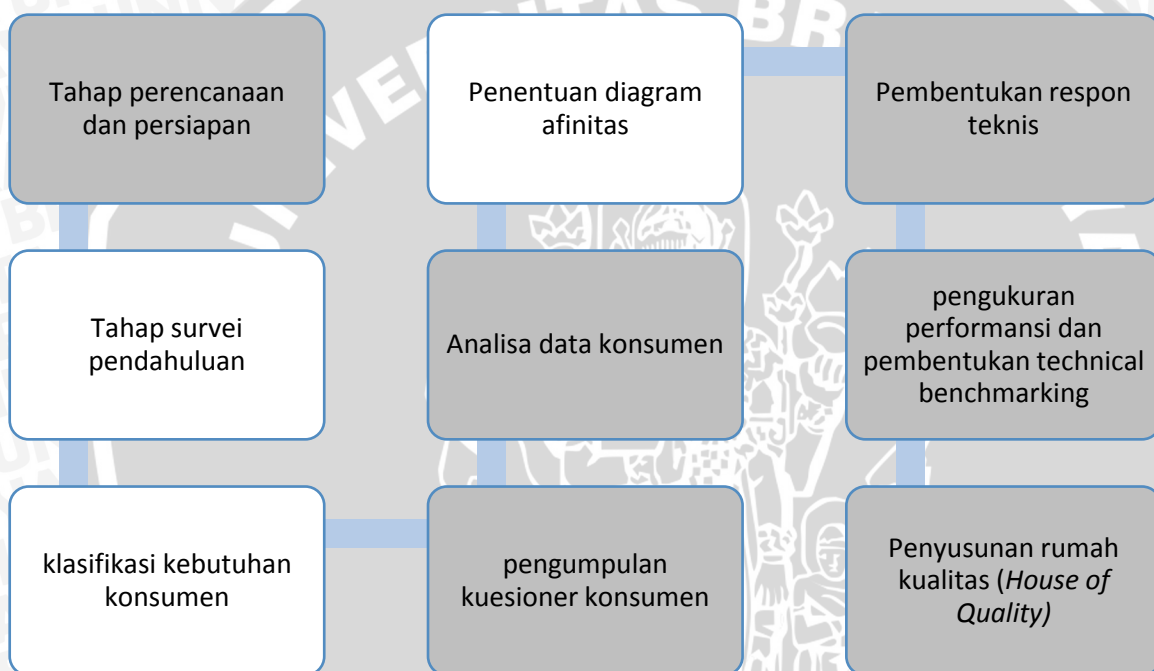 Tahap perencanaan
dan persiapan
Tahap survei
pendahuluan
klasifikasi kebutuhan
konsumen
pengumpulan
kuesioner konsumen
Analisa data konsumen
Penentuan diagram
afinitas
Pembentukan respon
teknis
pengukuran
performansi dan
pembentukan technical
benchmarking
Penyusunan rumah
kualitas (House of
Quality)